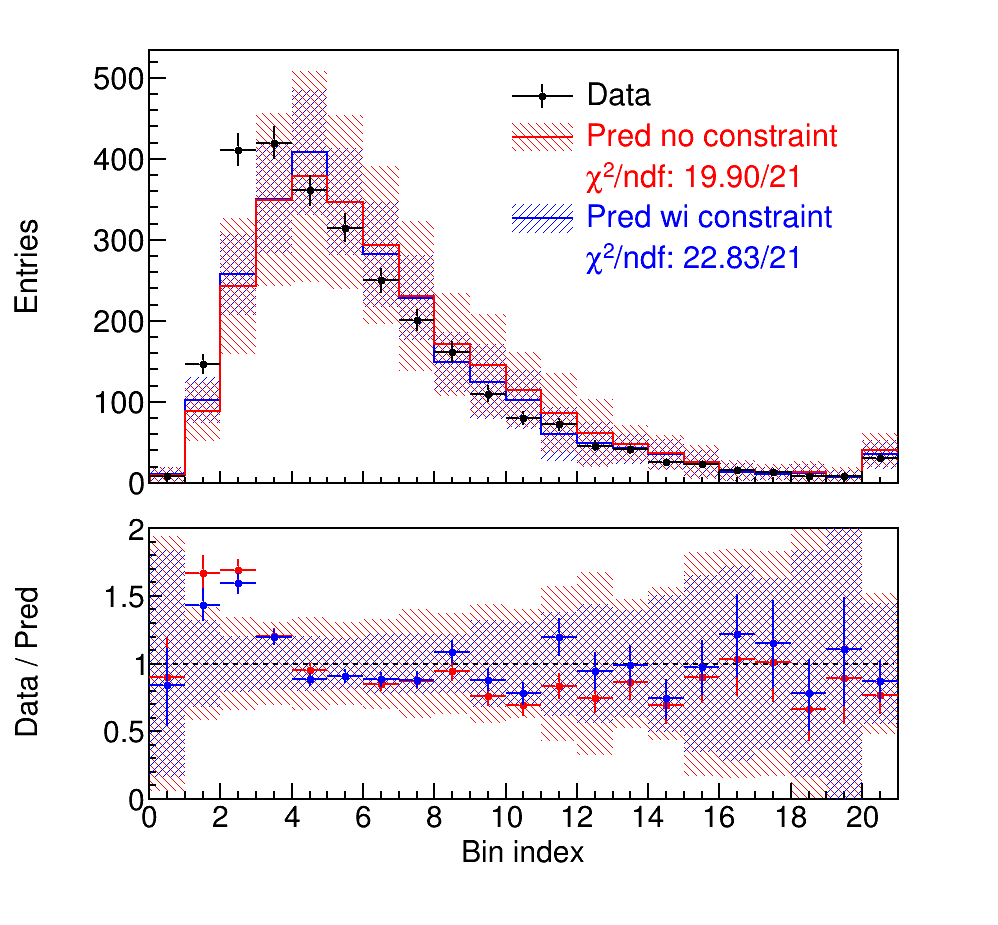 500
400
300
200
100
0
Entries
Data
Pred no constraint
χ²/ndf: 19.90/21
Pred wi constraint
χ²/ndf: 22.83/21
2
1.5
1
0.5
0
Data / Pred
0 2 4 6 8 10 12 14 16 18 20
Bin index